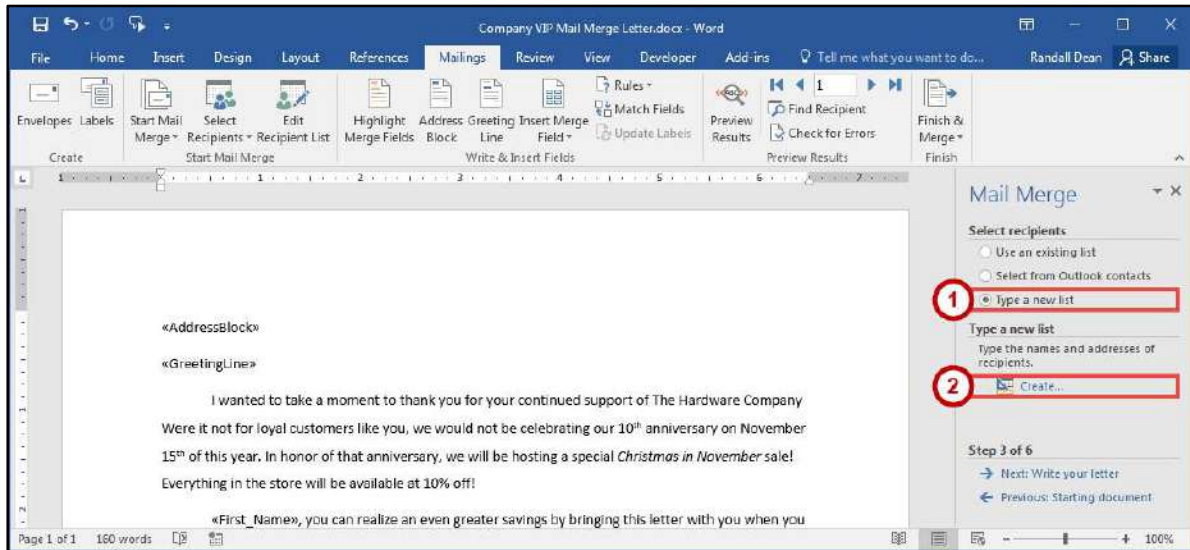 Company VIP Mail Merge Letter.docx - Word
File Home Insert Design Layout References Mailings Review View Developer Add-ins Tell me what you want to do... Randall Dean Share
Envelopes Labels Start Mail Merge Select Recipients Edit Recipient List Highlight Merge Fields Address Block Greeting Line Insert Merge Field Rules Match Fields Update Labels Preview Results 1 Find Recipient Check for Errors Finish & Merge
Create Start Mail Merge Write & Insert Fields Preview Results Finish
1 1 2 3 4 5 6 7
Mail Merge
Select recipients
Use an existing list
Select from Outlook contacts
1 Type a new list
Type a new list
Type the names and addresses of
recipients.
2 Create...
Step 3 of 6
Next: Write your letter
Previous: Starting document
«AddressBlock»
«GreetingLine»
I wanted to take a moment to thank you for your continued support of The Hardware Company
Were it not for loyal customers like you, we would not be celebrating our 10th anniversary on November
15th of this year. In honor of that anniversary, we will be hosting a special Christmas in November sale!
Everything in the store will be available at 10% off!
«First_Name», you can realize an even greater savings by bringing this letter with you when you
Page 1 of 1 160 words 100%